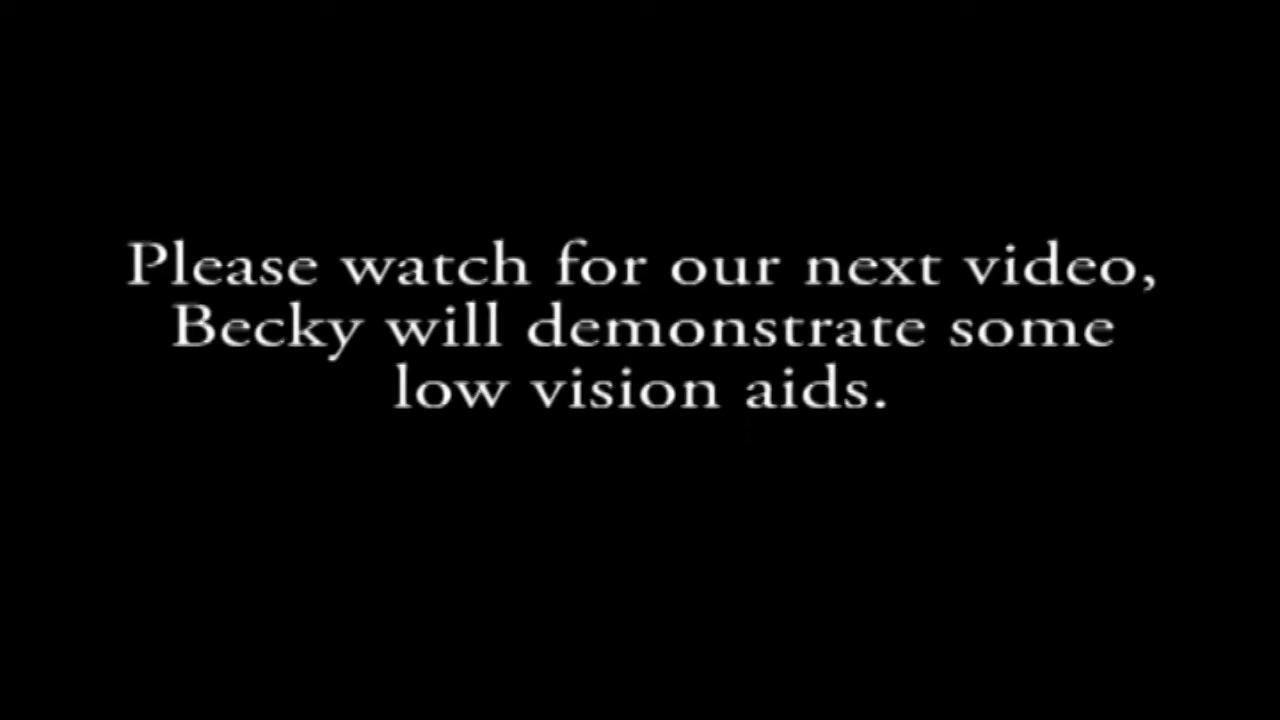 Please watch for our next video,
Becky will demonstrate some
low vision aids.